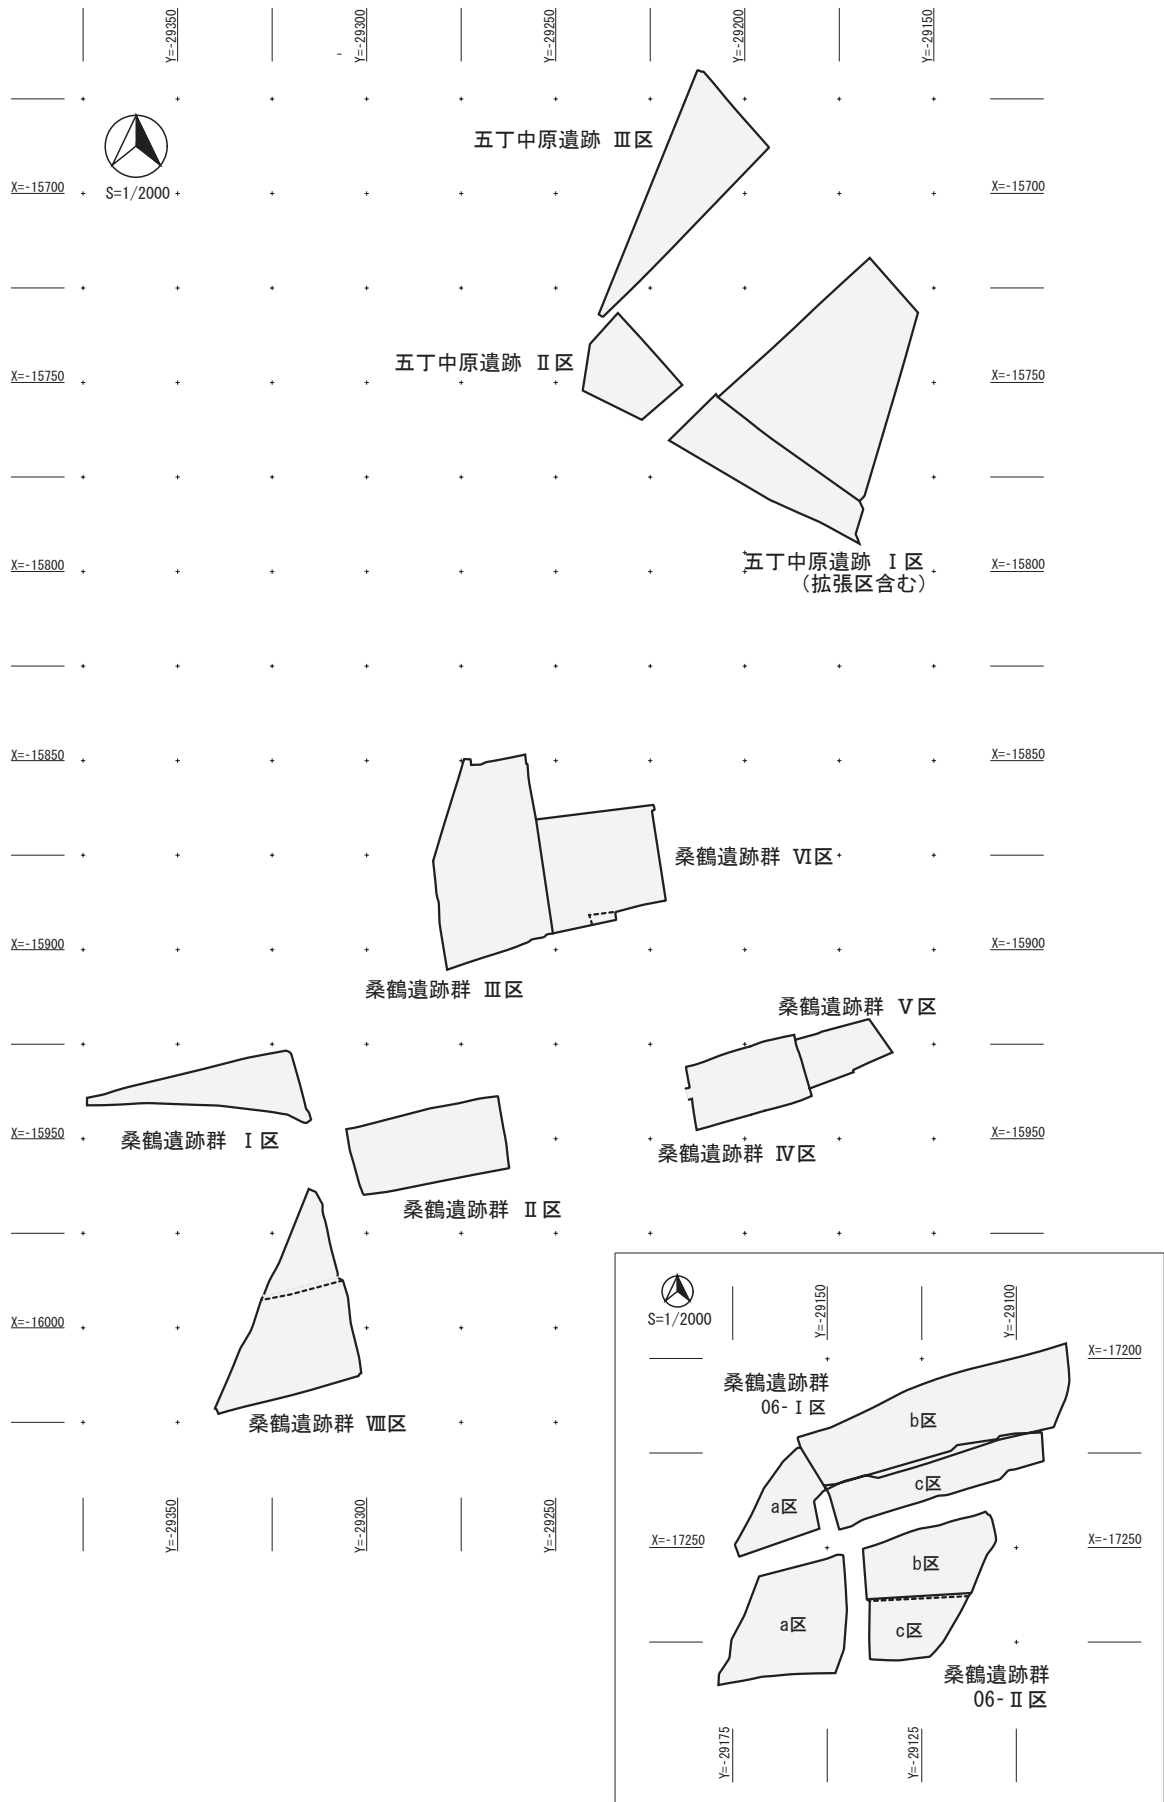 Y=-29350
Y=-29300
Y=-29250
Y=-29200
Y=-29150
五丁中原遺跡 Ⅲ区
S=1/2000
X=-15700
X=-15700
五丁中原遺跡 Ⅱ区
X=-15750
X=-15750
五丁中原遺跡 Ⅰ区
（拡張区含む）
X=-15800
X=-15800
X=-15850
X=-15850
桑鶴遺跡群 Ⅵ区
X=-15900
X=-15900
桑鶴遺跡群 Ⅲ区
桑鶴遺跡群 Ⅴ区
X=-15950
X=-15950
桑鶴遺跡群 Ⅰ区
桑鶴遺跡群 Ⅳ区
桑鶴遺跡群 Ⅱ区
X=-16000
桑鶴遺跡群 Ⅷ区
Y=-29350
Y=-29300
Y=-29250
S=1/2000
Y=-29150
Y=-29100
X=-17200
桑鶴遺跡群
06-Ⅰ区
b区
c区
a区
X=-17250
X=-17250
b区
a区
c区
桑鶴遺跡群
06-Ⅱ区
Y=-29175
Y=-29125